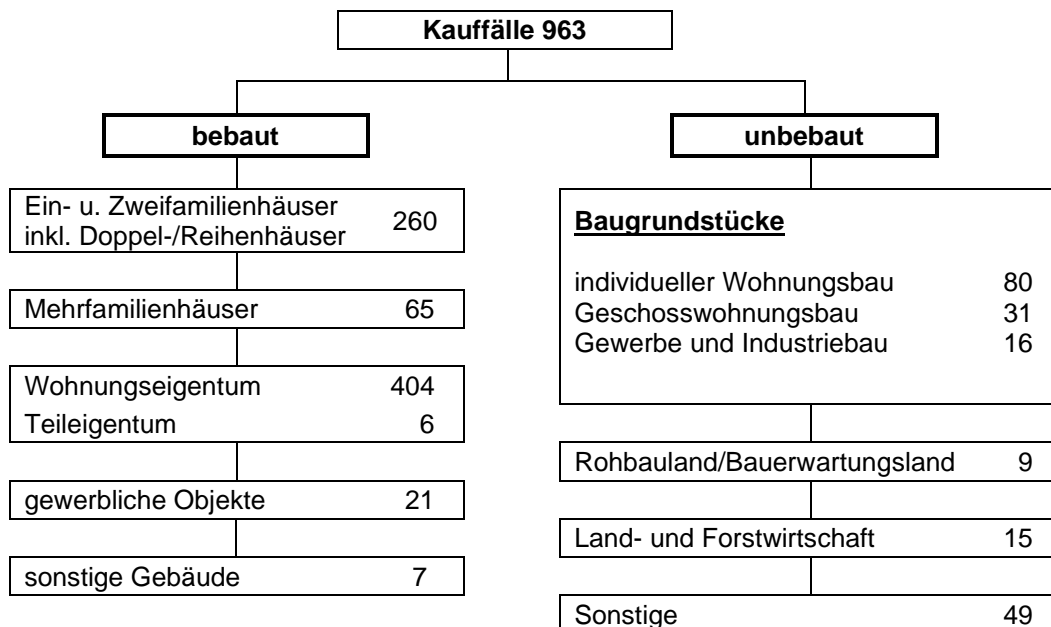 Kauffälle 963
bebaut
Ein- u. Zweifamilienhäuser
inkl. Doppel-/Reihenhäuser 260
Mehrfamilienhäuser 65
Wohnungseigentum 404
Teileigentum 6
gewerbliche Objekte 21
sonstige Gebäude 7
unbebaut
Baugrundstücke
individueller Wohnungsbau 80
Geschosswohnungsbau 31
Gewerbe und Industriebau 16
Rohbauland/Bauerwartungsland 9
Land- und Forstwirtschaft 15
Sonstige 49